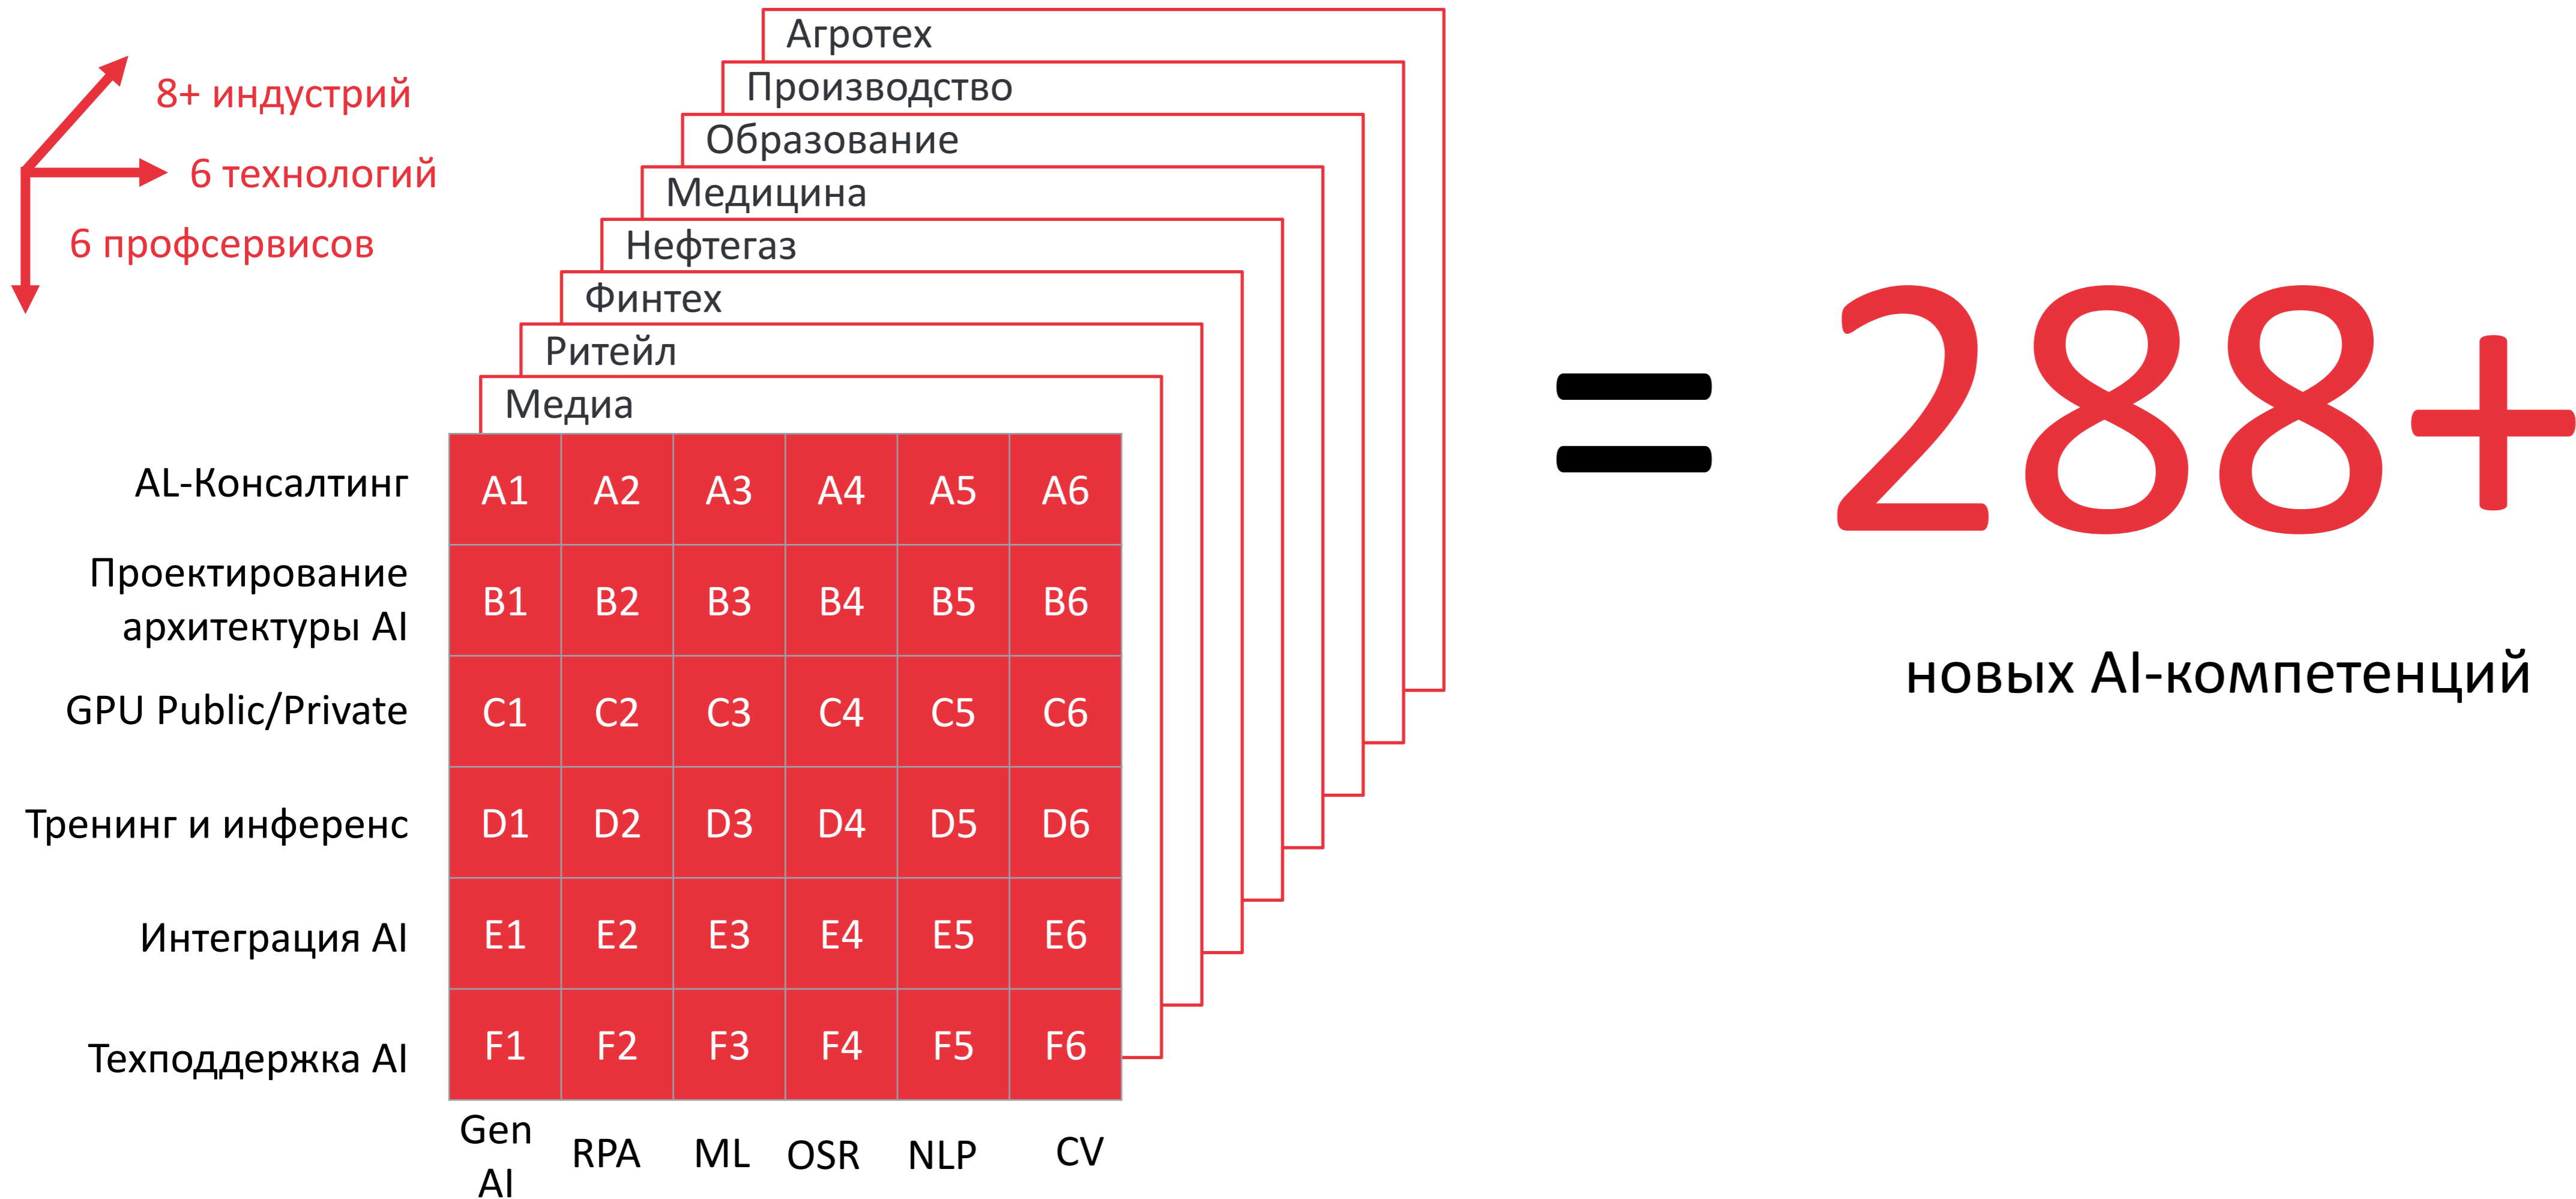 8+ индустрий
6 технологий
6 профсервисов
Агротех
Производство
Образование
Медицина
Нефтегаз
Финтех
Ритейл
Медиа
AL-Консалтинг
A1 A2 A3 A4 A5 A6
Проектирование
архитектуры AI
B1 B2 B3 B4 B5 B6
GPU Public/Private
C1 C2 C3 C4 C5 C6
Тренинг и инференс
D1 D2 D3 D4 D5 D6
Интеграция AI
E1 E2 E3 E4 E5 E6
Техподдержка AI
F1 F2 F3 F4 F5 F6
Gen
AI
RPA
ML
OSR
NLP
CV
= 288+
новых AI-компетенций